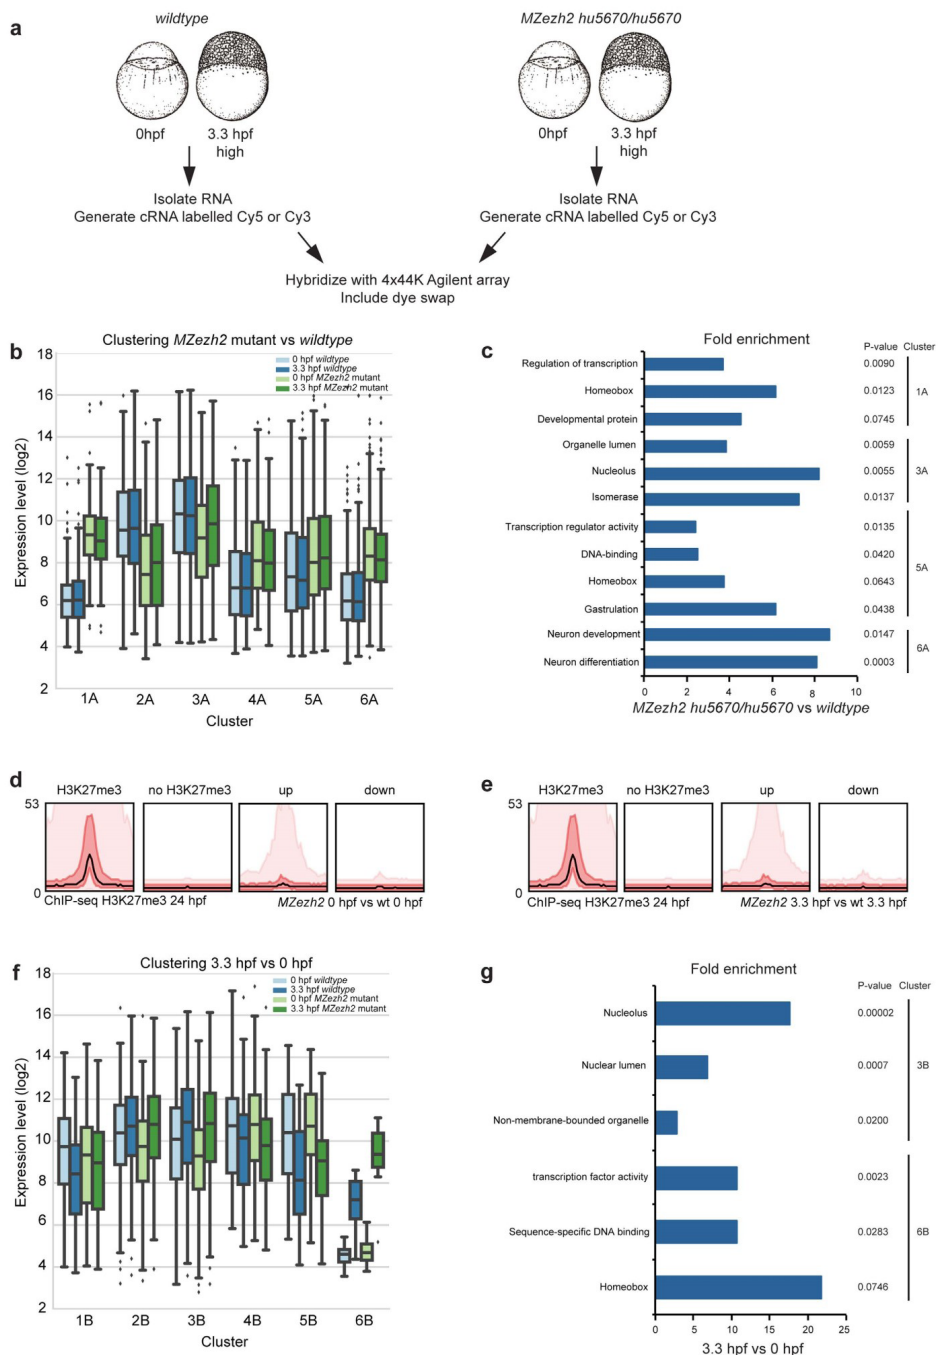 a
wildtype
MZezh2 hu5670/hu5670
0hpf
3.3 hpf
high
0hpf
3.3 hpf
high
Isolate RNA
Generate cRNA labelled Cy5 or Cy3
Isolate RNA
Generate cRNA labelled Cy5 or Cy3
Hybridize with 4x44K Agilent array
Include dye swap
b
Clustering MZezh2 mutant vs wildtype
0 hpf wildtype
3.3 hpf wildtype
0 hpf MZezh2 mutant
3.3 hpf MZezh2 mutant
Expression level (log2)
18
16
14
12
10
8
6
4
2
1A 2A 3A 4A 5A 6A
Cluster
c
Fold enrichment
P-value Cluster
Regulation of transcription 0.0090
Homeobox 0.0123 1A
Developmental protein 0.0745
Organelle lumen 0.0059
Nucleolus 0.0055 3A
Isomerase 0.0137
Transcription regulator activity 0.0135
DNA-binding 0.0420
5A
Homeobox 0.0643
Gastrulation 0.0438
Neuron development 0.0147
6A
Neuron differentiation 0.0003
0 2 4 6 8 10
MZezh2 hu5670/hu5670 vs wildtype
d
H3K27me3 no H3K27me3 up down
53
0
ChIP-seq H3K27me3 24 hpf MZezh2 0 hpf vs wt 0 hpf
e
H3K27me3 no H3K27me3 up down
53
0
ChIP-seq H3K27me3 24 hpf MZezh2 3.3 hpf vs wt 3.3 hpf
f
Clustering 3.3 hpf vs 0 hpf
0 hpf wildtype
3.3 hpf wildtype
0 hpf MZezh2 mutant
3.3 hpf MZezh2 mutant
Expression level (log2)
18
16
14
12
10
8
6
4
2
1B 2B 3B 4B 5B 6B
Cluster
g
Fold enrichment
P-value Cluster
Nucleolus 0.00002
Nuclear lumen 0.0007 3B
Non-membrane-bounded organelle 0.0200
transcription factor activity 0.0023
Sequence-specific DNA binding 0.0283 6B
Homeobox 0.0746
0 5 10 15 20 25
3.3 hpf vs 0 hpf